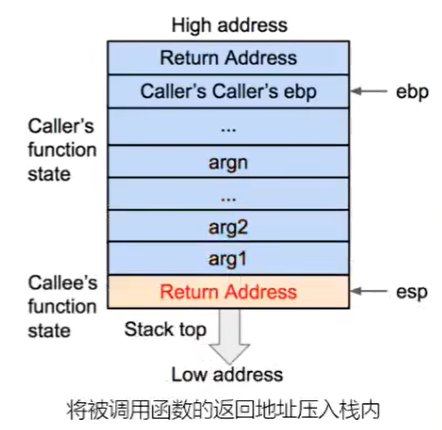 High address
Return Address
Caller's Caller's ebp
ebp
...
Caller's
function
state
argn
...
arg2
arg1
Callee's
function
state
Return Address
esp
Stack top
Low address
将被调用函数的返回地址压入栈内